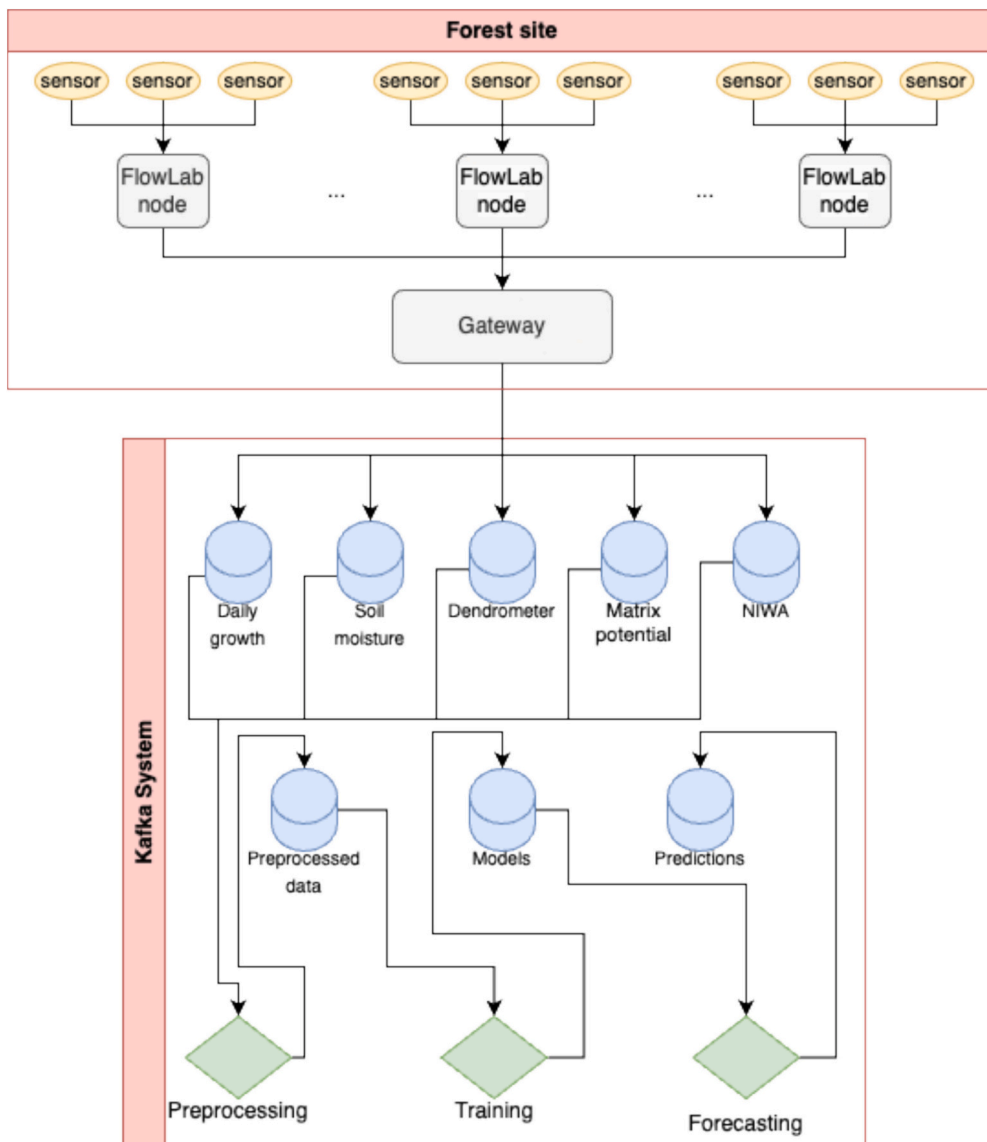 Forest site
sensor sensor sensor sensor sensor sensor sensor sensor sensor
FlowLab
node
...
FlowLab
node
...
FlowLab
node
Gateway
Kafka System
Daily
growth
Soil
moisture
Dendrometer
Matrix
potential
NIWA
Preprocessed
data
Models
Predictions
Preprocessing
Training
Forecasting